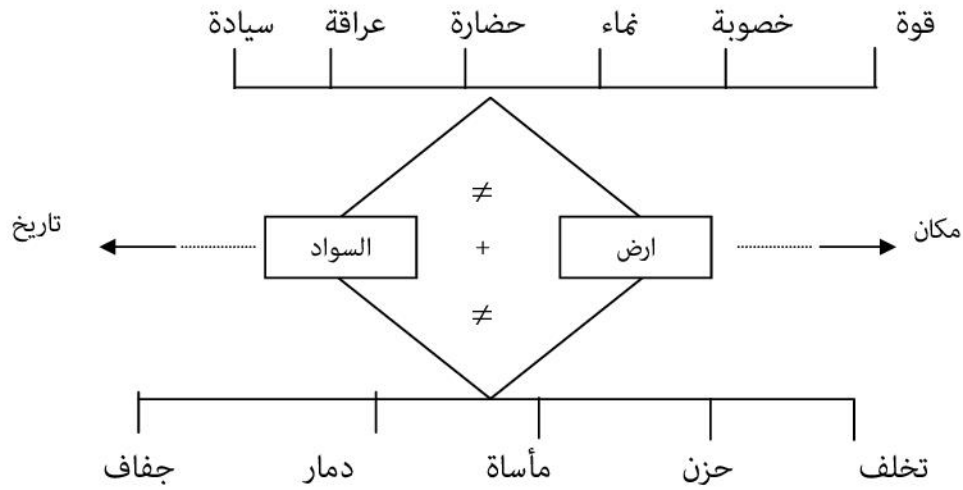 قوة خصوبة نماء حضارة عراقة سيادة
≠
مكان ارض + السواد تاريخ
≠
تخلف حزن مأساة دمار جفاف